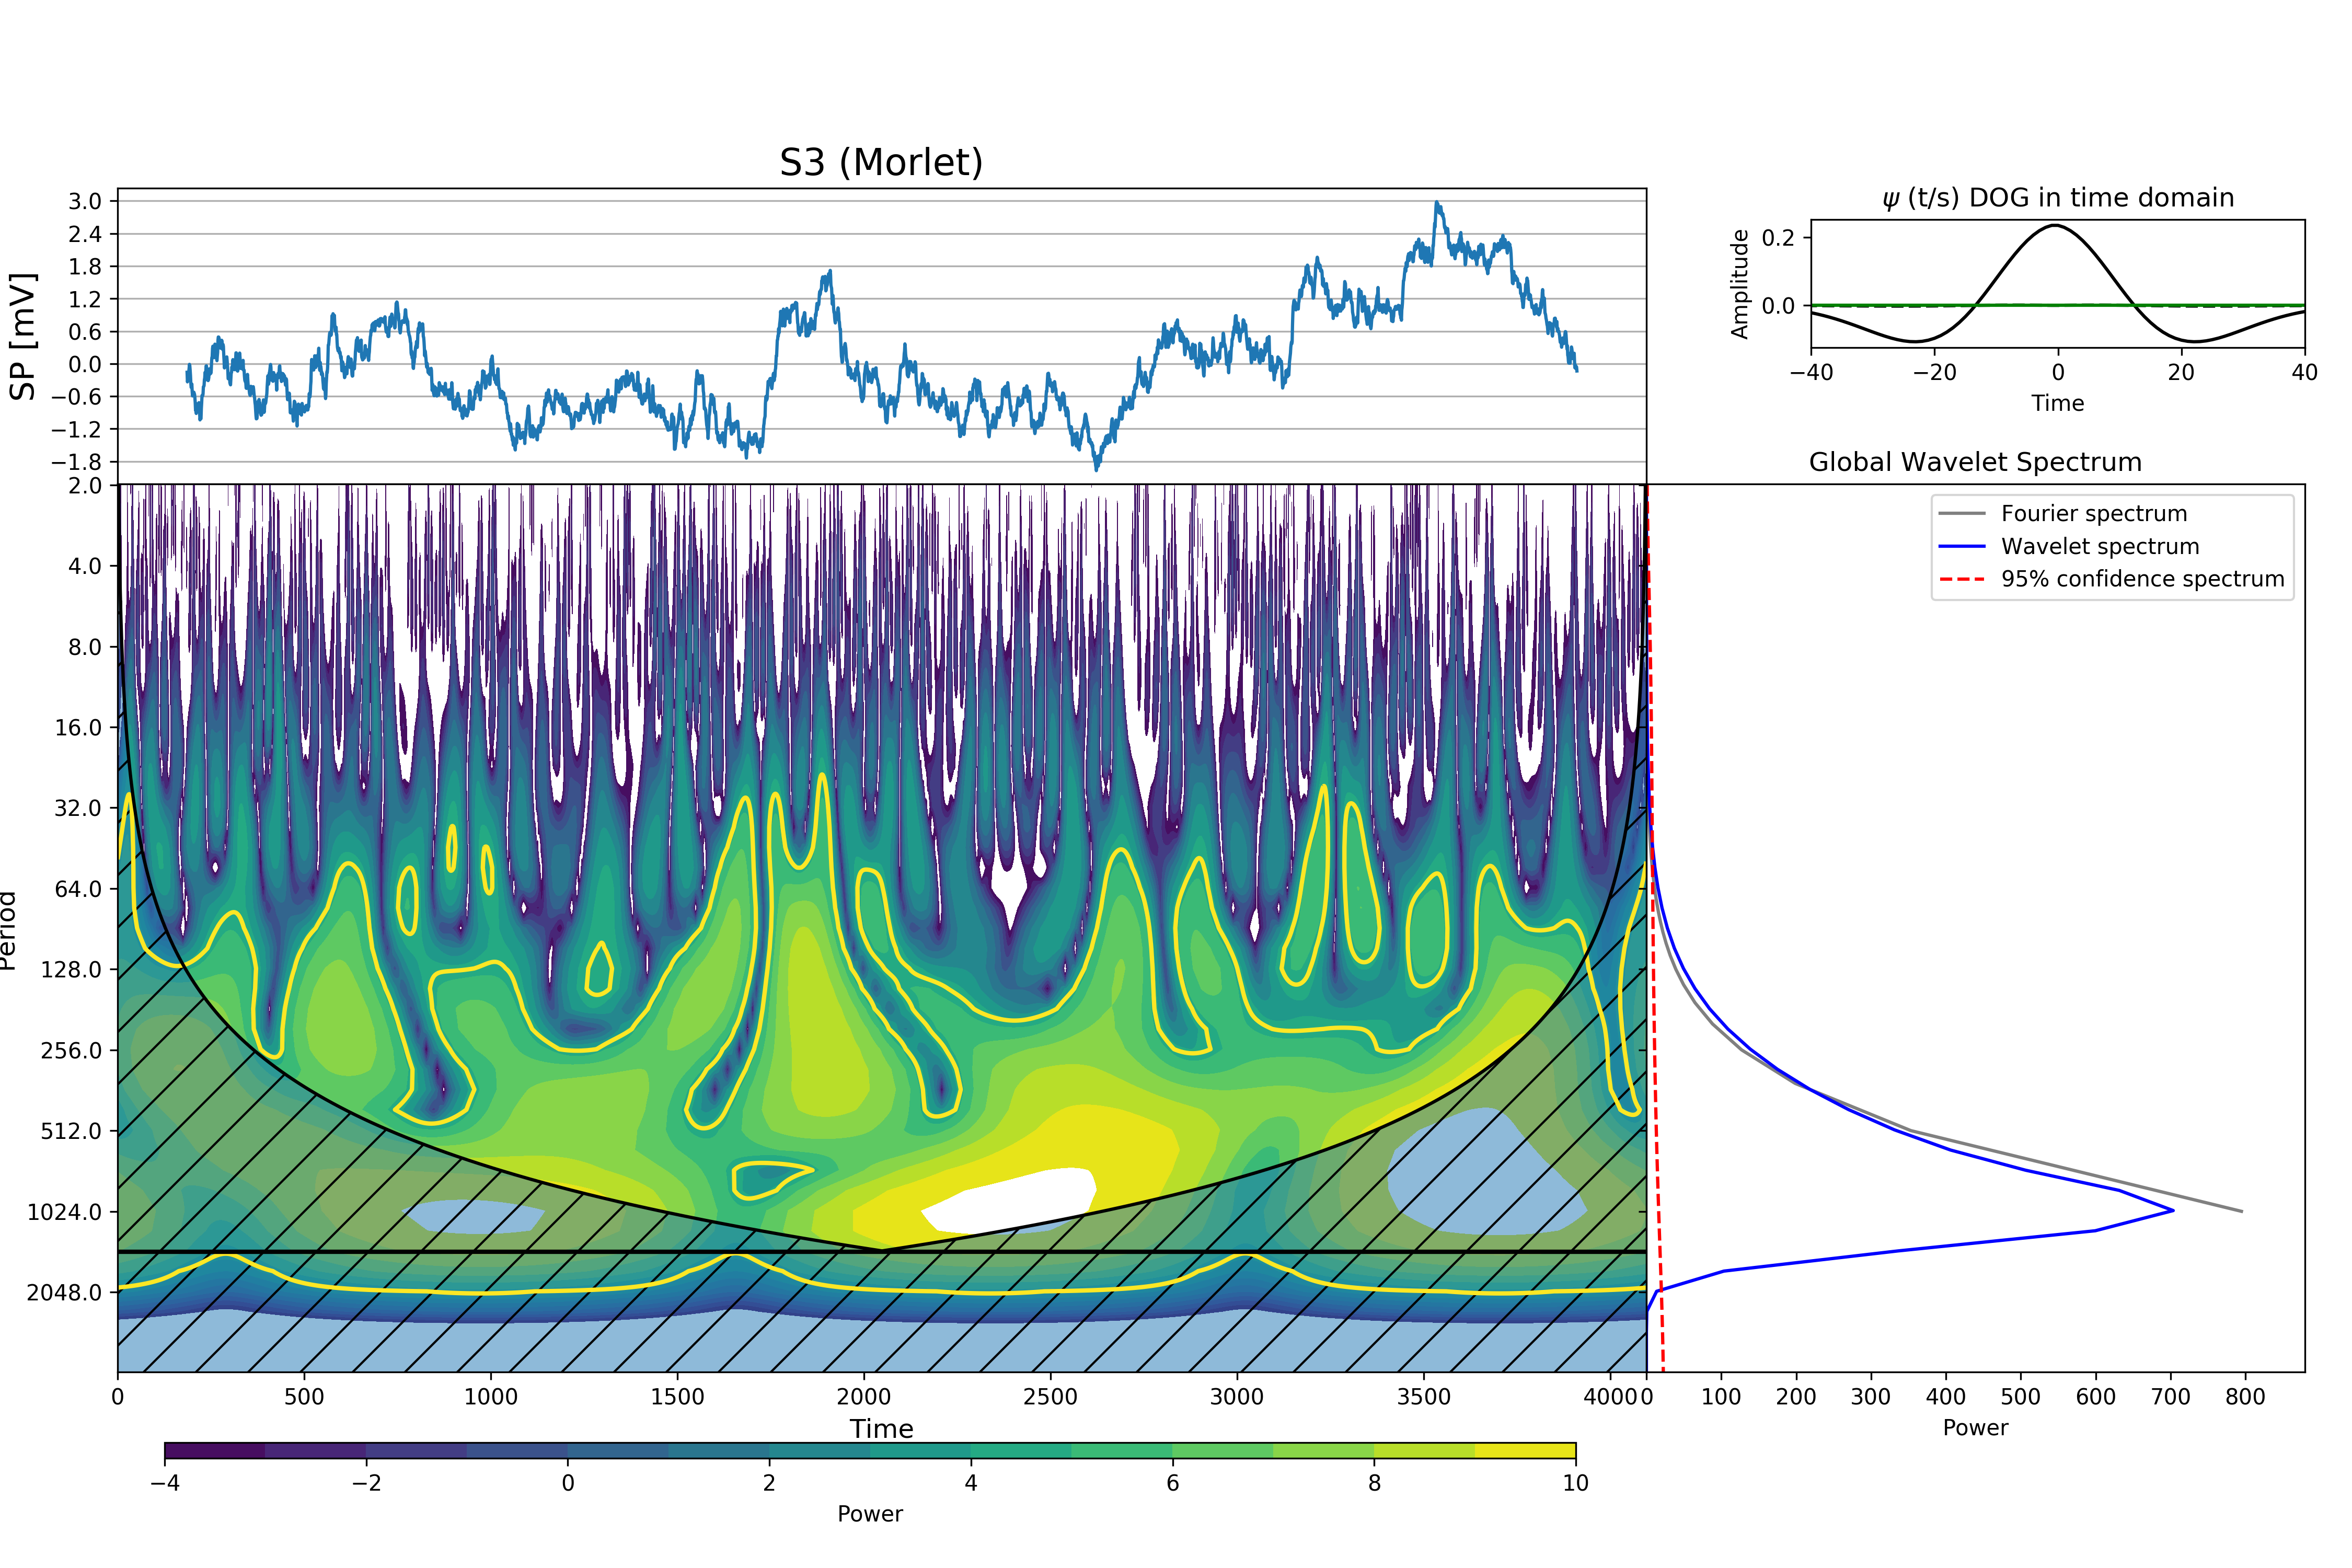 S3 (Morlet)
SP [mV]
3.0
2.4
1.8
1.2
0.6
0.0
−0.6
−1.2
−1.8
ψ (t/s) DOG in time domain
Amplitude
0.2
0.0
−40 −20 0 20 40
Time
Period
2.0
4.0
8.0
16.0
32.0
64.0
128.0
256.0
512.0
1024.0
2048.0
0 500 1000 1500 2000 2500 3000 3500 4000
Time
Global Wavelet Spectrum
Fourier spectrum
Wavelet spectrum
95% confidence spectrum
0 100 200 300 400 500 600 700 800
Power
−4 −2 0 2 4 6 8 10
Power